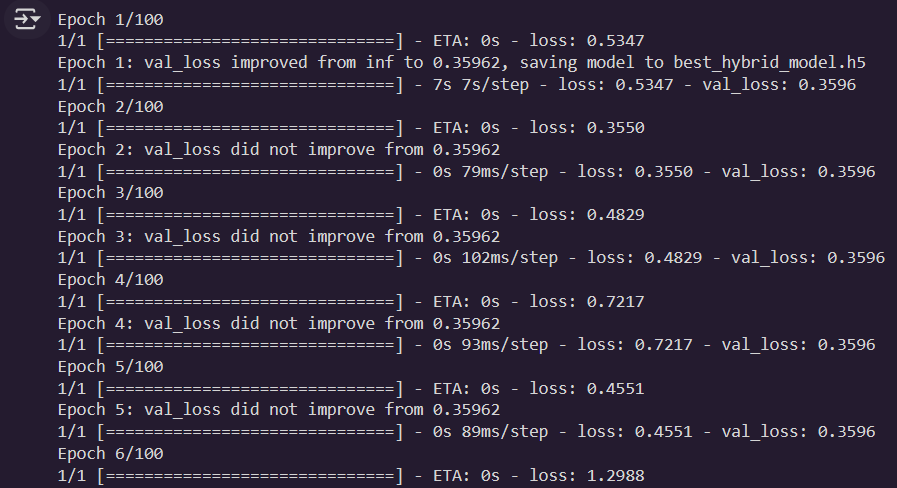 Epoch 1/100
1/1 [==============================] - ETA: 0s - loss: 0.5347
Epoch 1: val_loss improved from inf to 0.35962, saving model to best_hybrid_model.h5
1/1 [==============================] - 7s 7s/step - loss: 0.5347 - val_loss: 0.3596
Epoch 2/100
1/1 [==============================] - ETA: 0s - loss: 0.3550
Epoch 2: val_loss did not improve from 0.35962
1/1 [==============================] - 0s 79ms/step - loss: 0.3550 - val_loss: 0.3596
Epoch 3/100
1/1 [==============================] - ETA: 0s - loss: 0.4829
Epoch 3: val_loss did not improve from 0.35962
1/1 [==============================] - 0s 102ms/step - loss: 0.4829 - val_loss: 0.3596
Epoch 4/100
1/1 [==============================] - ETA: 0s - loss: 0.7217
Epoch 4: val_loss did not improve from 0.35962
1/1 [==============================] - 0s 93ms/step - loss: 0.7217 - val_loss: 0.3596
Epoch 5/100
1/1 [==============================] - ETA: 0s - loss: 0.4551
Epoch 5: val_loss did not improve from 0.35962
1/1 [==============================] - 0s 89ms/step - loss: 0.4551 - val_loss: 0.3596
Epoch 6/100
1/1 [==============================] - ETA: 0s - loss: 1.2988